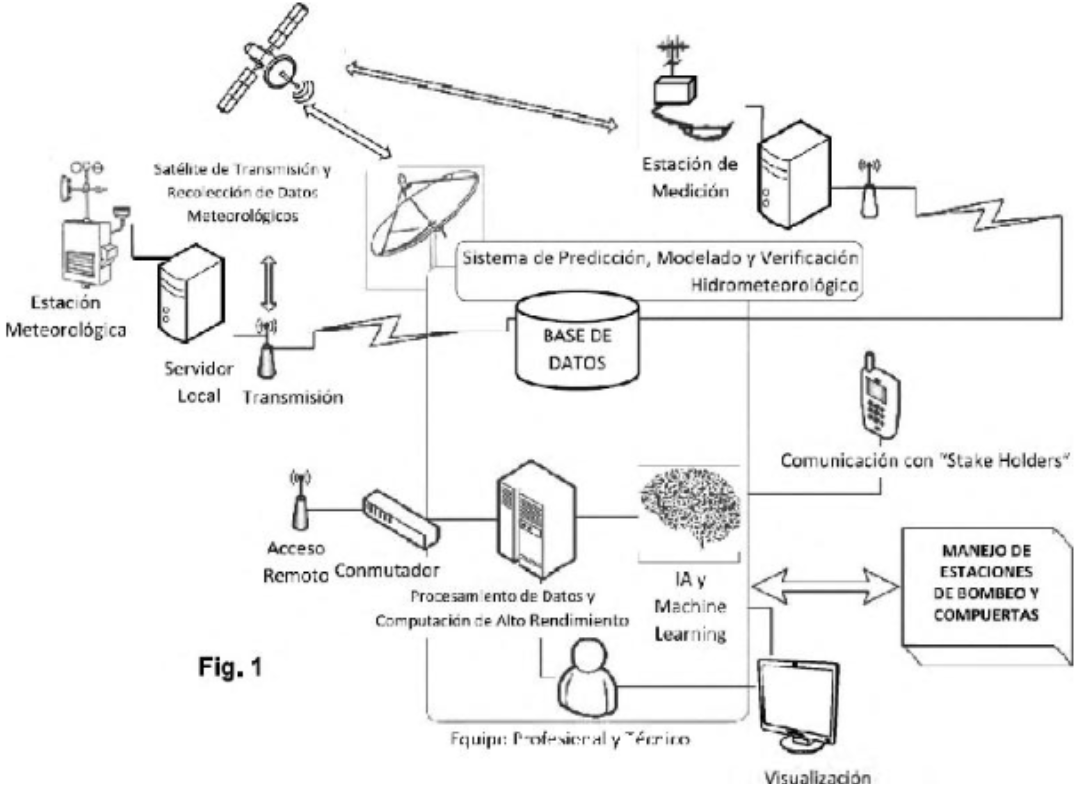 Satélite de Transmisión y
Recolección de Datos
Meteorológicos
Estación de
Medición
Sistema de Predicción, Modelado y Verificación
Hidrometeorológico
Estación
Meteorológica
Servidor
Local
Transmisión
BASE DE
DATOS
Comunicación con "Stake Holders"
Acceso
Remoto
Conmutador
Procesamiento de Datos y
Computación de Alto Rendimiento
IA y
Machine
Learning
MANEJO DE
ESTACIONES
DE BOMBEO Y
COMPUERTAS
Fig. 1
Equipo Profesional y Técnico
Visualización